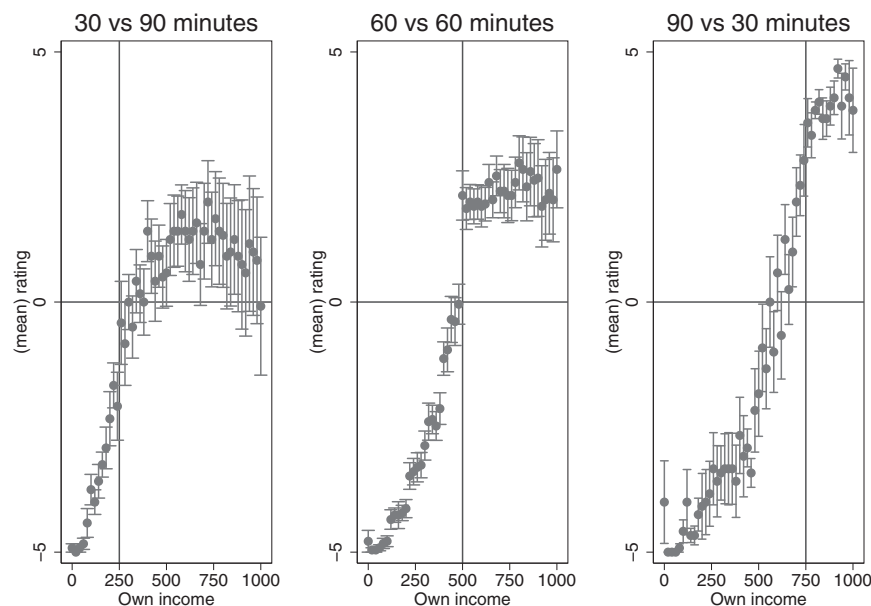 30 vs 90 minutes
5
0
−5
(mean) rating
0 250 500 750 1000
Own income
60 vs 60 minutes
5
0
−5
(mean) rating
0 250 500 750 1000
Own income
90 vs 30 minutes
5
0
−5
(mean) rating
0 250 500 750 1000
Own income